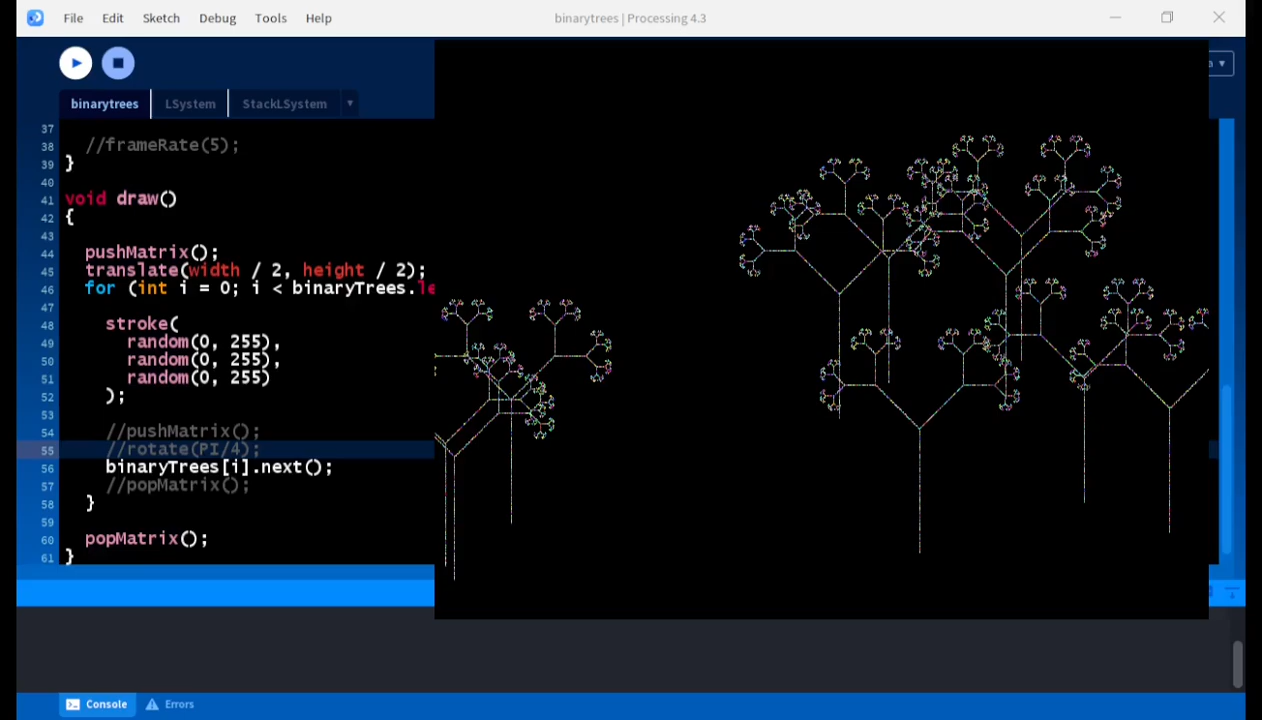 File Edit Sketch Debug Tools Help binarytrees | Processing 4.3
binarytrees LSystem StackLSystem
37
38 //frameRate(5);
39 }
40
41 void draw()
42 {
43
44 pushMatrix();
45 translate(width / 2, height / 2);
46 for (int i = 0; i < binaryTrees.le
47
48 stroke(
49 random(0, 255),
50 random(0, 255),
51 random(0, 255)
52 );
53
54 //pushMatrix();
55 //rotate(PI/4);
56 binaryTrees[i].next();
57 //popMatrix();
58 }
59
60 popMatrix();
61 }
Console Errors